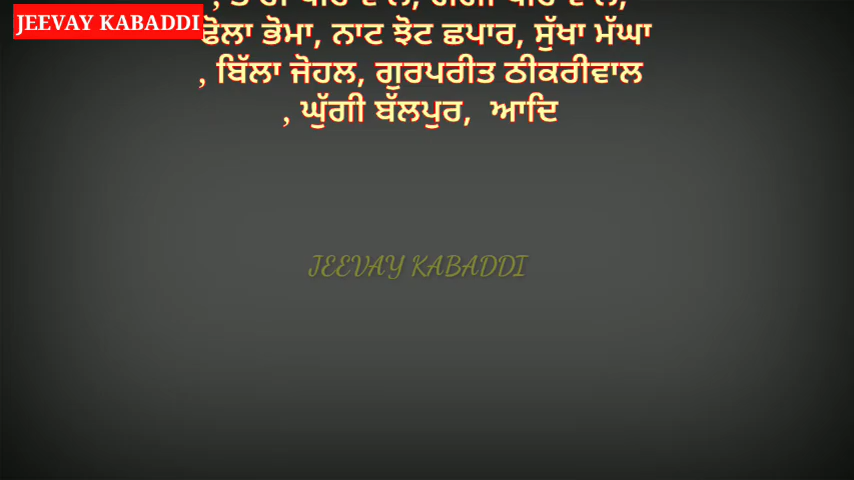 JEEVAY KABADDI
ਫੋਲਾ ਭੋਮਾ, ਨਾਟ ਝੋਟ ਛਪਾਰ, ਸੁੱਖਾ ਮੱਘਾ
, ਬਿੱਲਾ ਜੋਹਲ, ਗੁਰਪਰੀਤ ਠੀਕਰੀਵਾਲ
, ਘੁੱਗੀ ਬੱਲਪੁਰ, ਆਦਿ
JEEVAY KABADDI